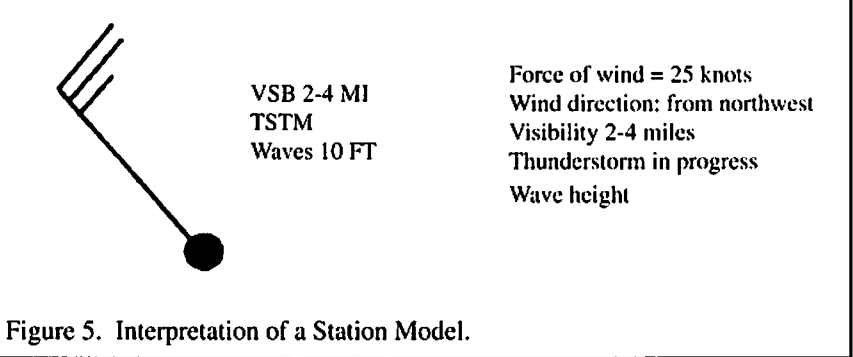 VSB 2-4 MI
TSTM
Waves 10 FT
Force of wind = 25 knots
Wind direction: from northwest
Visibility 2-4 miles
Thunderstorm in progress
Wave height
Figure 5. Interpretation of a Station Model.